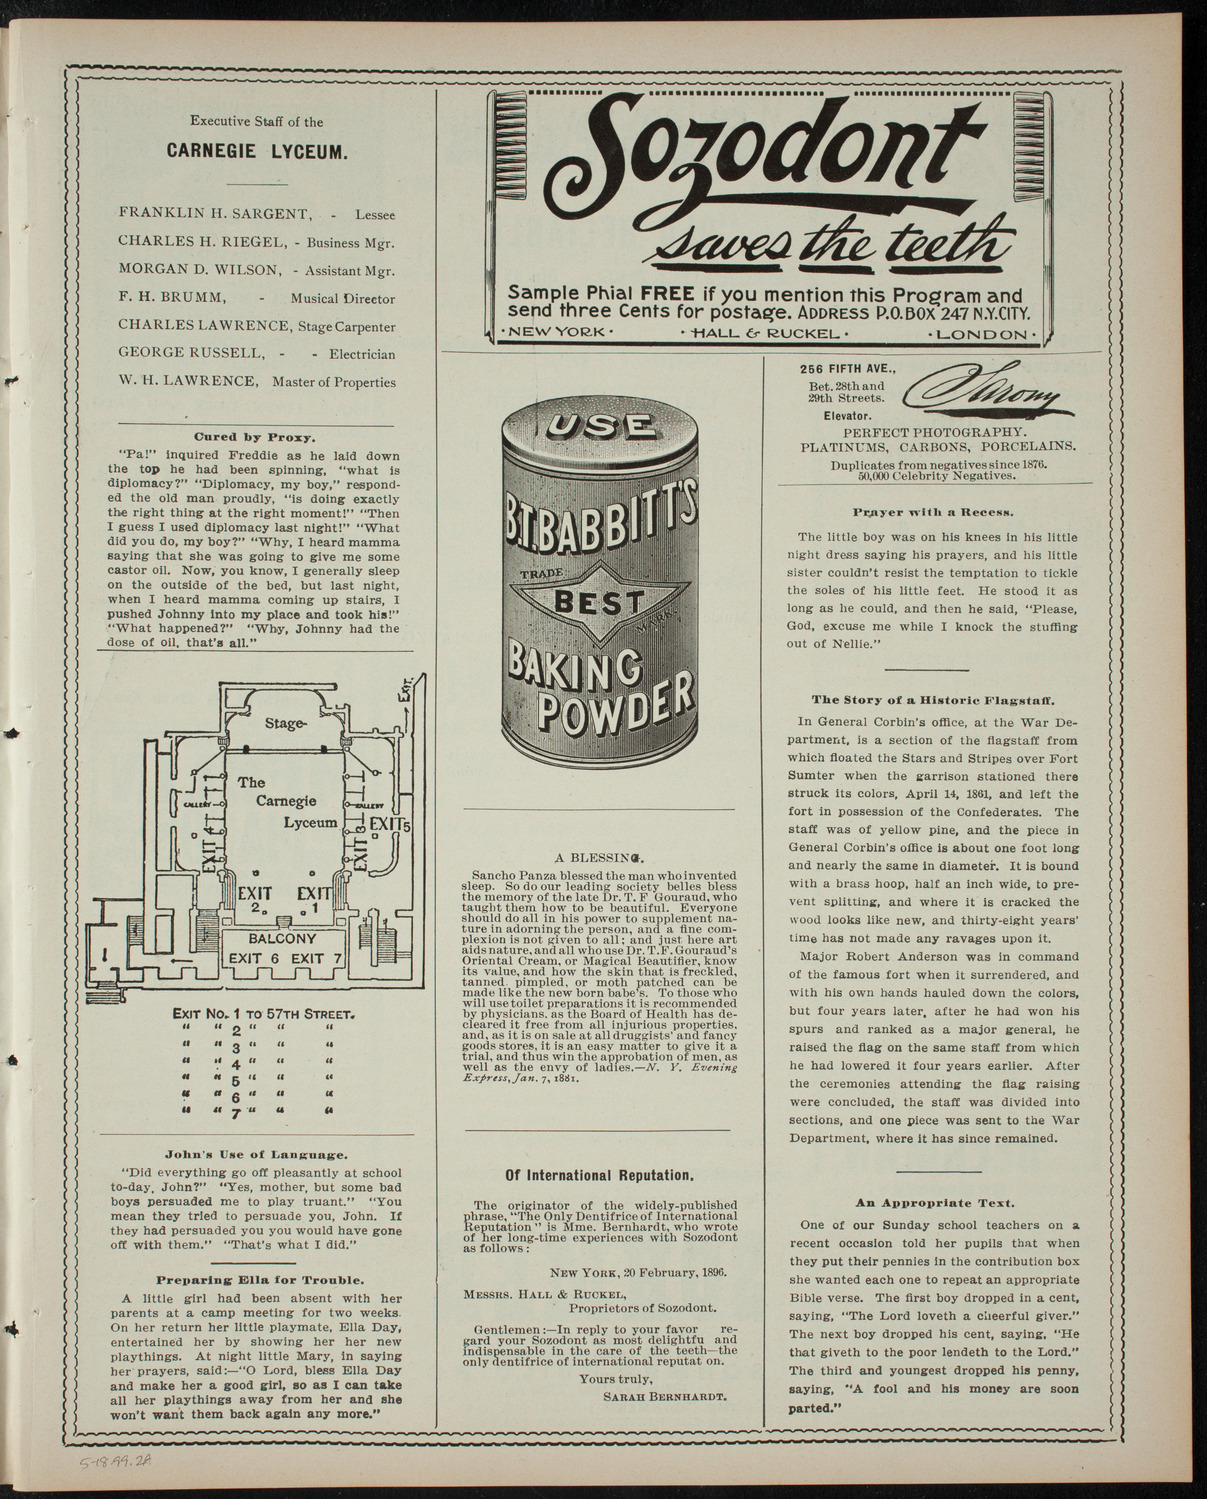 Executive Staff of the
CARNEGIE LYCEUM.
FRANKLIN H. SARGENT, - Lessee
CHARLES H. RIEGEL, - Business Mgr.
MORGAN D. WILSON, - Assistant Mgr.
F. H. BRUMM, - Musical Director
CHARLES LAWRENCE, Stage Carpenter
GEORGE RUSSELL, - - Electrician
W. H. LAWRENCE, Master of Properties
Cured by Proxy.
"Pa!" inquired Freddie as he laid down
the top he had been spinning, "what is
diplomacy?" "Diplomacy, my boy," respond-
ed the old man proudly, "is doing exactly
the right thing at the right moment!" "Then
I guess I used diplomacy last night!" "What
did you do, my boy?" "Why, I heard mamma
saying that she was going to give me some
castor oil. Now, you know, I generally sleep
on the outside of the bed, but last night,
when I heard mamma coming up stairs, I
pushed Johnny into my place and took his!"
"What happened?" "Why, Johnny had the
dose of oil, that's all."
Exit.
Stage
The
Carnegie
Lyceum
GALLERY
GALLERY
EXIT 4
EXIT 3
EXIT 5
EXIT
2.
EXIT
1
BALCONY
EXIT 6 EXIT 7
EXIT NO. 1 TO 57TH STREET.
" " 2 " " "
" " 3 " " "
" " 4 " " "
" " 5 " " "
" " 6 " " "
" " 7 " " "
John's Use of Language.
"Did everything go off pleasantly at school
to-day, John?" "Yes, mother, but some bad
boys persuaded me to play truant." "You
mean they tried to persuade you, John. If
they had persuaded you you would have gone
off with them." "That's what I did."
Preparing Ella for Trouble.
A little girl had been absent with her
parents at a camp meeting for two weeks.
On her return her little playmate, Ella Day,
entertained her by showing her her new
playthings. At night little Mary, in saying
her prayers, said:—"O Lord, bless Ella Day
and make her a good girl, so as I can take
all her playthings away from her and she
won't want them back again any more."
Sozodont
saves the teeth
Sample Phial FREE if you mention this Program and
send three Cents for postage. ADDRESS P.O. BOX 247 N.Y. CITY.
· NEW YORK · · HALL & RUCKEL · · LONDON ·
USE
B.T. BABBITT'S
TRADE
BEST
MARK.
BAKING
POWDER
A BLESSING.
Sancho Panza blessed the man who invented
sleep. So do our leading society belles bless
the memory of the late Dr. T. F Gouraud, who
taught them how to be beautiful. Everyone
should do all in his power to supplement na-
ture in adorning the person, and a fine com-
plexion is not given to all; and just here art
aids nature, and all who use Dr. T. F. Gouraud's
Oriental Cream, or Magical Beautifier, know
its value, and how the skin that is freckled,
tanned. pimpled, or moth patched can be
made like the new born babe's. To those who
will use toilet preparations it is recommended
by physicians, as the Board of Health has de-
cleared it free from all injurious properties,
and, as it is on sale at all druggists' and fancy
goods stores, it is an easy matter to give it a
trial, and thus win the approbation of men, as
well as the envy of ladies.—N. Y. Evening
Express, Jan. 7, 1881.
Of International Reputation.
The originator of the widely-published
phrase, "The Only Dentifrice of International
Reputation" is Mme. Bernhardt, who wrote
of her long-time experiences with Sozodont
as follows:
NEW YORK, 20 February, 1896.
MESSRS. HALL & RUCKEL,
Proprietors of Sozodont.
Gentlemen:—In reply to your favor re-
gard your Sozodont as most delightfu and
indispensable in the care of the teeth—the
only dentifrice of international reputat on.
Yours truly,
SARAH BERNHARDT.
256 FIFTH AVE.,
Bet. 28th and
29th Streets.
Elevator.
Sarony
PERFECT PHOTOGRAPHY.
PLATINUMS, CARBONS, PORCELAINS.
Duplicates from negatives since 1876.
50,000 Celebrity Negatives.
Prayer with a Recess.
The little boy was on his knees in his little
night dress saying his prayers, and his little
sister couldn't resist the temptation to tickle
the soles of his little feet. He stood it as
long as he could, and then he said, "Please,
God, excuse me while I knock the stuffing
out of Nellie."
The Story of a Historic Flagstaff.
In General Corbin's office, at the War De-
partment, is a section of the flagstaff from
which floated the Stars and Stripes over Fort
Sumter when the garrison stationed there
struck its colors, April 14, 1861, and left the
fort in possession of the Confederates. The
staff was of yellow pine, and the piece in
General Corbin's office is about one foot long
and nearly the same in diameter. It is bound
with a brass hoop, half an inch wide, to pre-
vent splitting, and where it is cracked the
wood looks like new, and thirty-eight years'
time has not made any ravages upon it.
Major Robert Anderson was in command
of the famous fort when it surrendered, and
with his own hands hauled down the colors,
but four years later, after he had won his
spurs and ranked as a major general, he
raised the flag on the same staff from which
he had lowered it four years earlier. After
the ceremonies attending the flag raising
were concluded, the staff was divided into
sections, and one piece was sent to the War
Department, where it has since remained.
An Appropriate Text.
One of our Sunday school teachers on a
recent occasion told her pupils that when
they put their pennies in the contribution box
she wanted each one to repeat an appropriate
Bible verse. The first boy dropped in a cent,
saying, "The Lord loveth a cheerful giver."
The next boy dropped his cent, saying, "He
that giveth to the poor lendeth to the Lord."
The third and youngest dropped his penny,
saying, "A fool and his money are soon
parted."
5-18.99.2A